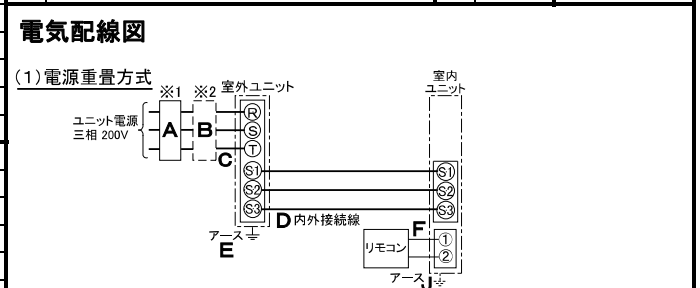 電気配線図
(1)電源重畳方式
※1 ※2 室外ユニット
室内
ユニット
ユニット電源
三相 200V
A B
C
R
S
T
S1 S1
S2 S2
S3 S3
D 内外接続線
アース
E
リモコン
F
①
②
アース J